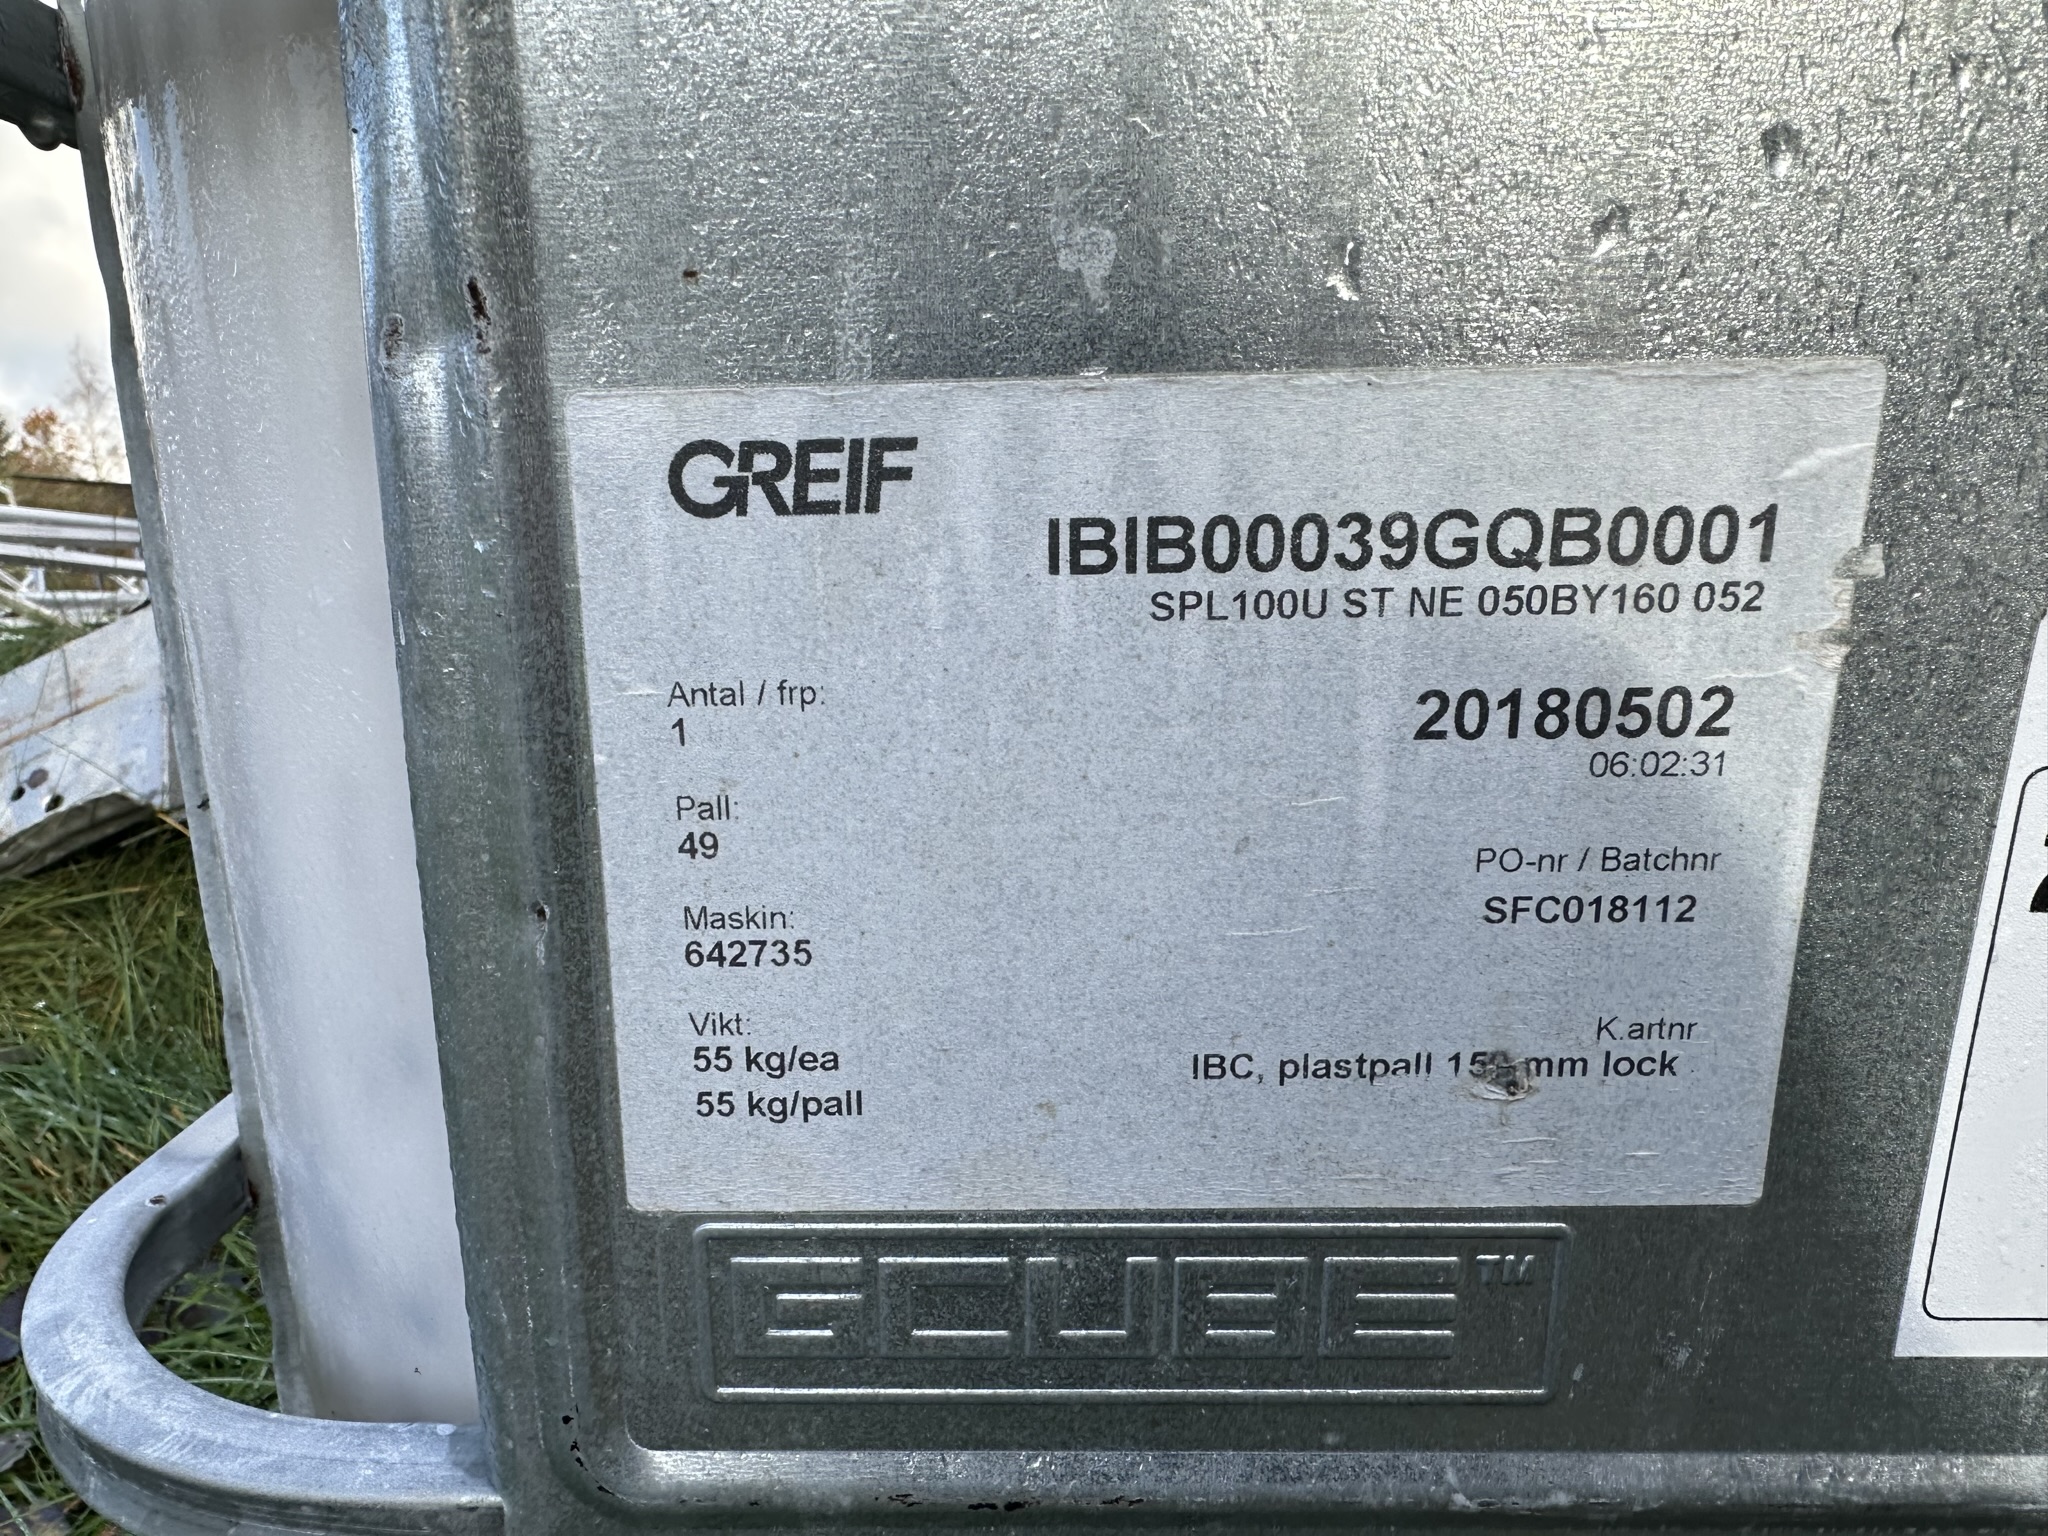 GREIF
IBIB00039GQB0001
SPL100U ST NE 050BY160 052
Antal / frp:
1
20180502
06:02:31
Pall:
49
PO-nr / Batchnr
SFC018112
Maskin:
642735
Vikt:
55 kg/ea
55 kg/pall
K.artnr
IBC, plastpall mm lock
GCUBE™